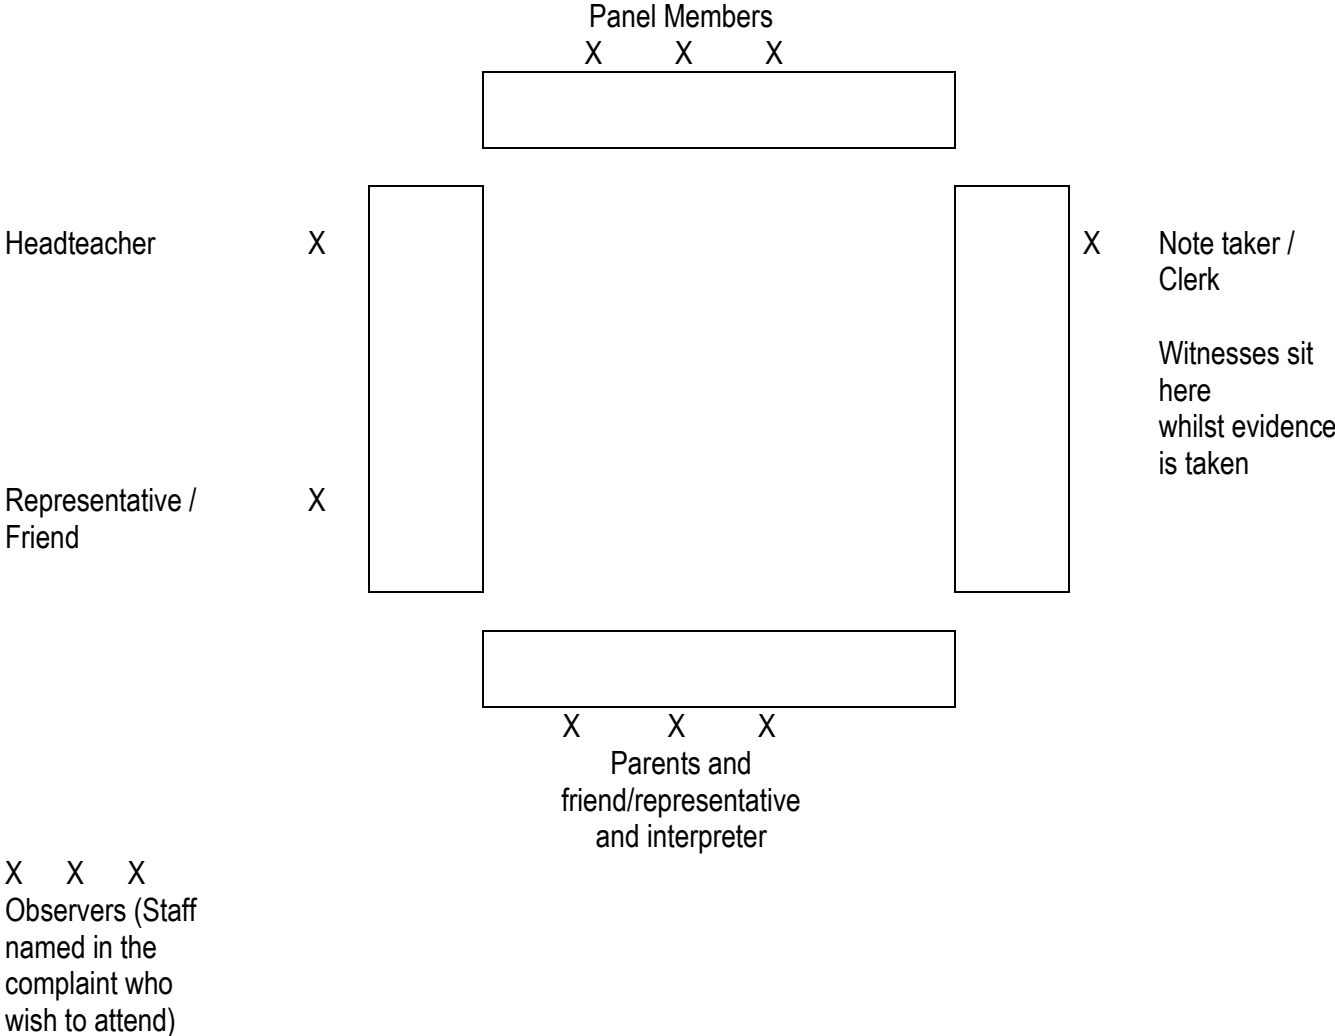 Panel Members
X X X
Headteacher X
X Note taker /
Clerk
Witnesses sit
here
whilst evidence
is taken
Representative / X
Friend
X X X
Parents and
friend/representative
and interpreter
X X X
Observers (Staff
named in the
complaint who
wish to attend)